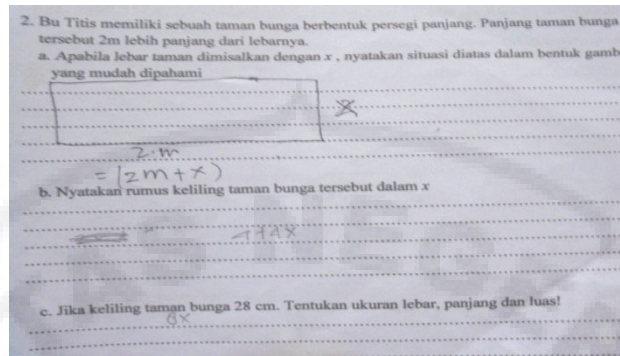 2. Bu Titis memiliki sebuah taman bunga berbentuk persegi panjang. Panjang taman bunga
tersebut 2m lebih panjang dari lebarnya.
a. Apabila lebar taman dimisalkan dengan x , nyatakan situasi diatas dalam bentuk gamb
yang mudah dipahami
x
2.m
= (2m + x)
b. Nyatakan rumus keliling taman bunga tersebut dalam x
c. Jika keliling taman bunga 28 cm. Tentukan ukuran lebar, panjang dan luas!